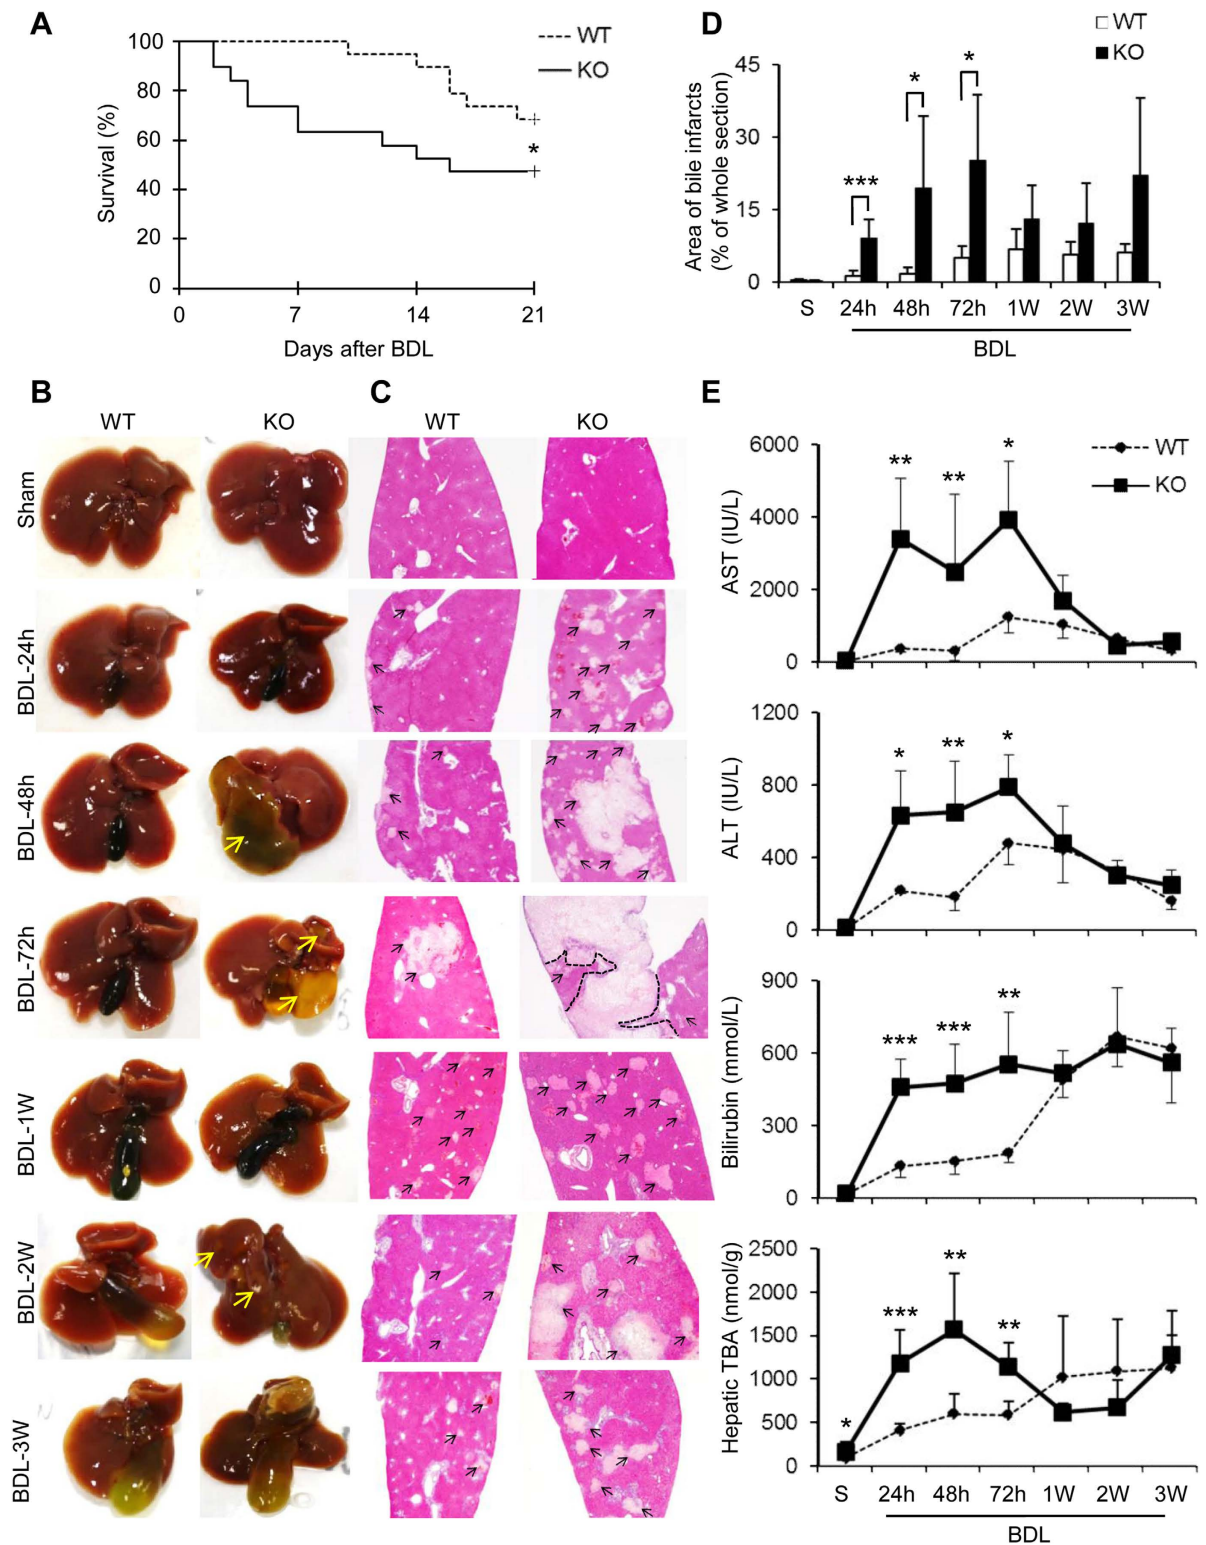 A
WT
KO
100
80
60
40
20
0
Survival (%)
*
0 7 14 21
Days after BDL
D
WT
KO
45
30
15
0
Area of bile infarcts
(% of whole section)
***
*
*
S 24h 48h 72h 1W 2W 3W
BDL
B
WT KO
C
WT KO
Sham
BDL-24h
BDL-48h
BDL-72h
BDL-1W
BDL-2W
BDL-3W
E
WT
KO
6000
4000
2000
0
AST (IU/L)
** ** *
1200
800
400
0
ALT (IU/L)
* ** *
900
600
300
0
Bilirubin (mmol/L)
*** *** **
2500
2000
1500
1000
500
0
Hepatic TBA (nmol/g)
* *** ** **
S 24h 48h 72h 1W 2W 3W
BDL